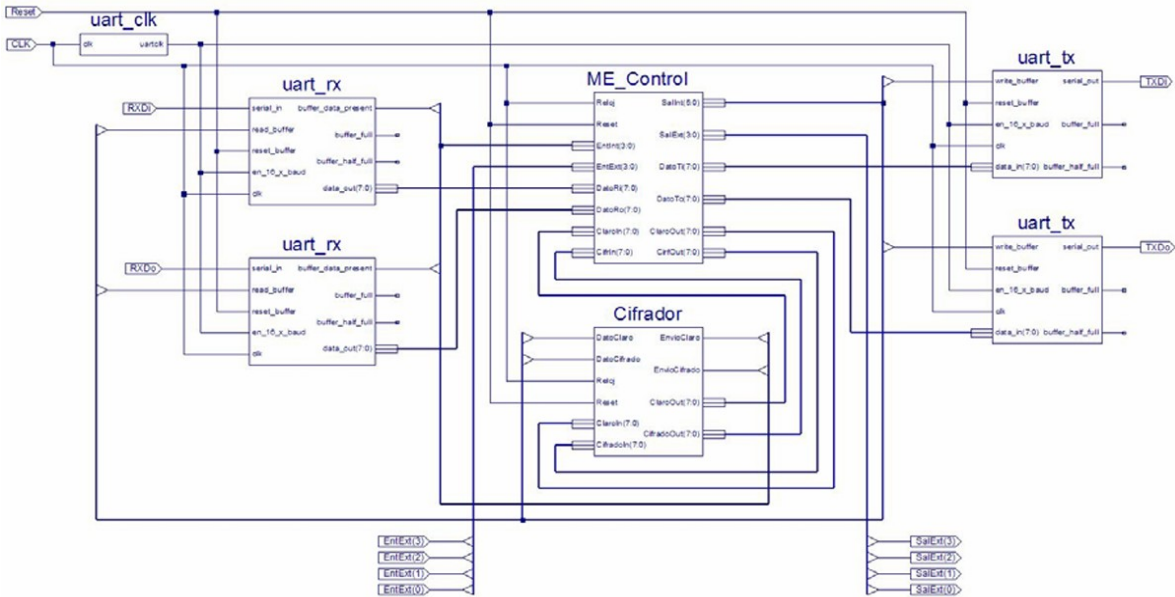 Reset
uart_clk
CLK
clk uartclk
uart_rx
RXDi
serial_in buffer_data_present
read_buffer buffer_full
reset_buffer buffer_half_full
en_16_x_baud
data_out(7:0)
clk
uart_rx
RXDo
serial_in buffer_data_present
read_buffer
buffer_full
reset_buffer
buffer_half_full
en_16_x_baud
data_out(7:0)
clk
ME_Control
Reloj SalInt(6:0)
Reset
SalExt(3:0)
EntInt(3:0)
EntExt(3:0) DatoTi(7:0)
DatoRi(7:0)
DatoTo(7:0)
DatoRo(7:0)
ClaroIn(7:0) ClaroOut(7:0)
CifrIn(7:0) CifrOut(7:0)
Cifrador
DatoClaro EnvioClaro
DatoCifrado
EnvioCifrado
Reloj
Reset ClaroOut(7:0)
ClaroIn(7:0)
CifradoOut(7:0)
CifradoIn(7:0)
uart_tx
write_buffer serial_out
TXDi
reset_buffer
en_16_x_baud buffer_full
clk
data_in(7:0) buffer_half_full
uart_tx
write_buffer serial_out
TXDo
reset_buffer
en_16_x_baud buffer_full
clk
data_in(7:0) buffer_half_full
EntExt(3)
EntExt(2)
EntExt(1)
EntExt(0)
SalExt(3)
SalExt(2)
SalExt(1)
SalExt(0)